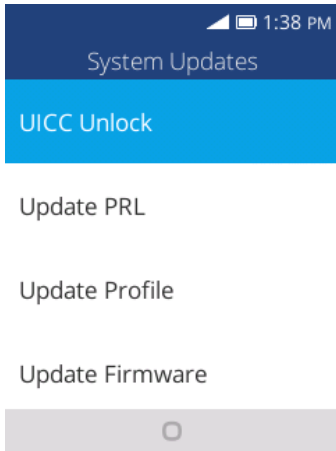 1:38 PM
System Updates
UICC Unlock
Update PRL
Update Profile
Update Firmware